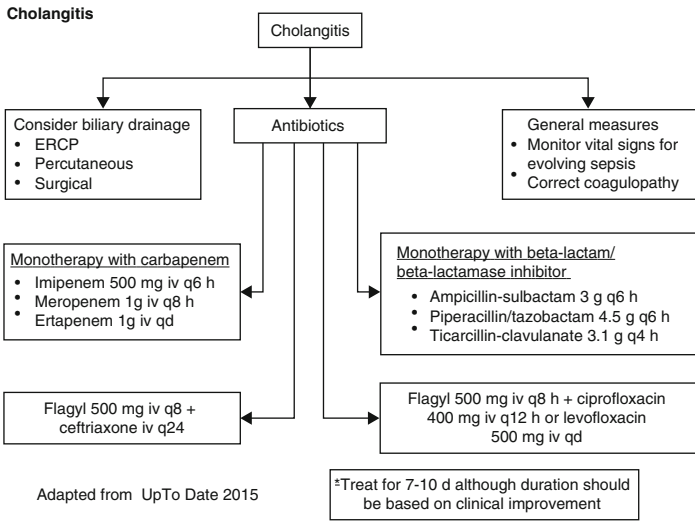 Cholangitis
Cholangitis
Consider biliary drainage
• ERCP
• Percutaneous
• Surgical
Antibiotics
General measures
• Monitor vital signs for
evolving sepsis
• Correct coagulopathy
Monotherapy with carbapenem
• Imipenem 500 mg iv q6 h
• Meropenem 1g iv q8 h
• Ertapenem 1g iv qd
Monotherapy with beta-lactam/
beta-lactamase inhibitor
• Ampicillin-sulbactam 3 g q6 h
• Piperacillin/tazobactam 4.5 g q6 h
• Ticarcillin-clavulanate 3.1 g q4 h
Flagyl 500 mg iv q8 +
ceftriaxone iv q24
Flagyl 500 mg iv q8 h + ciprofloxacin
400 mg iv q12 h or levofloxacin
500 mg iv qd
Adapted from UpTo Date 2015
*Treat for 7-10 d although duration should
be based on clinical improvement